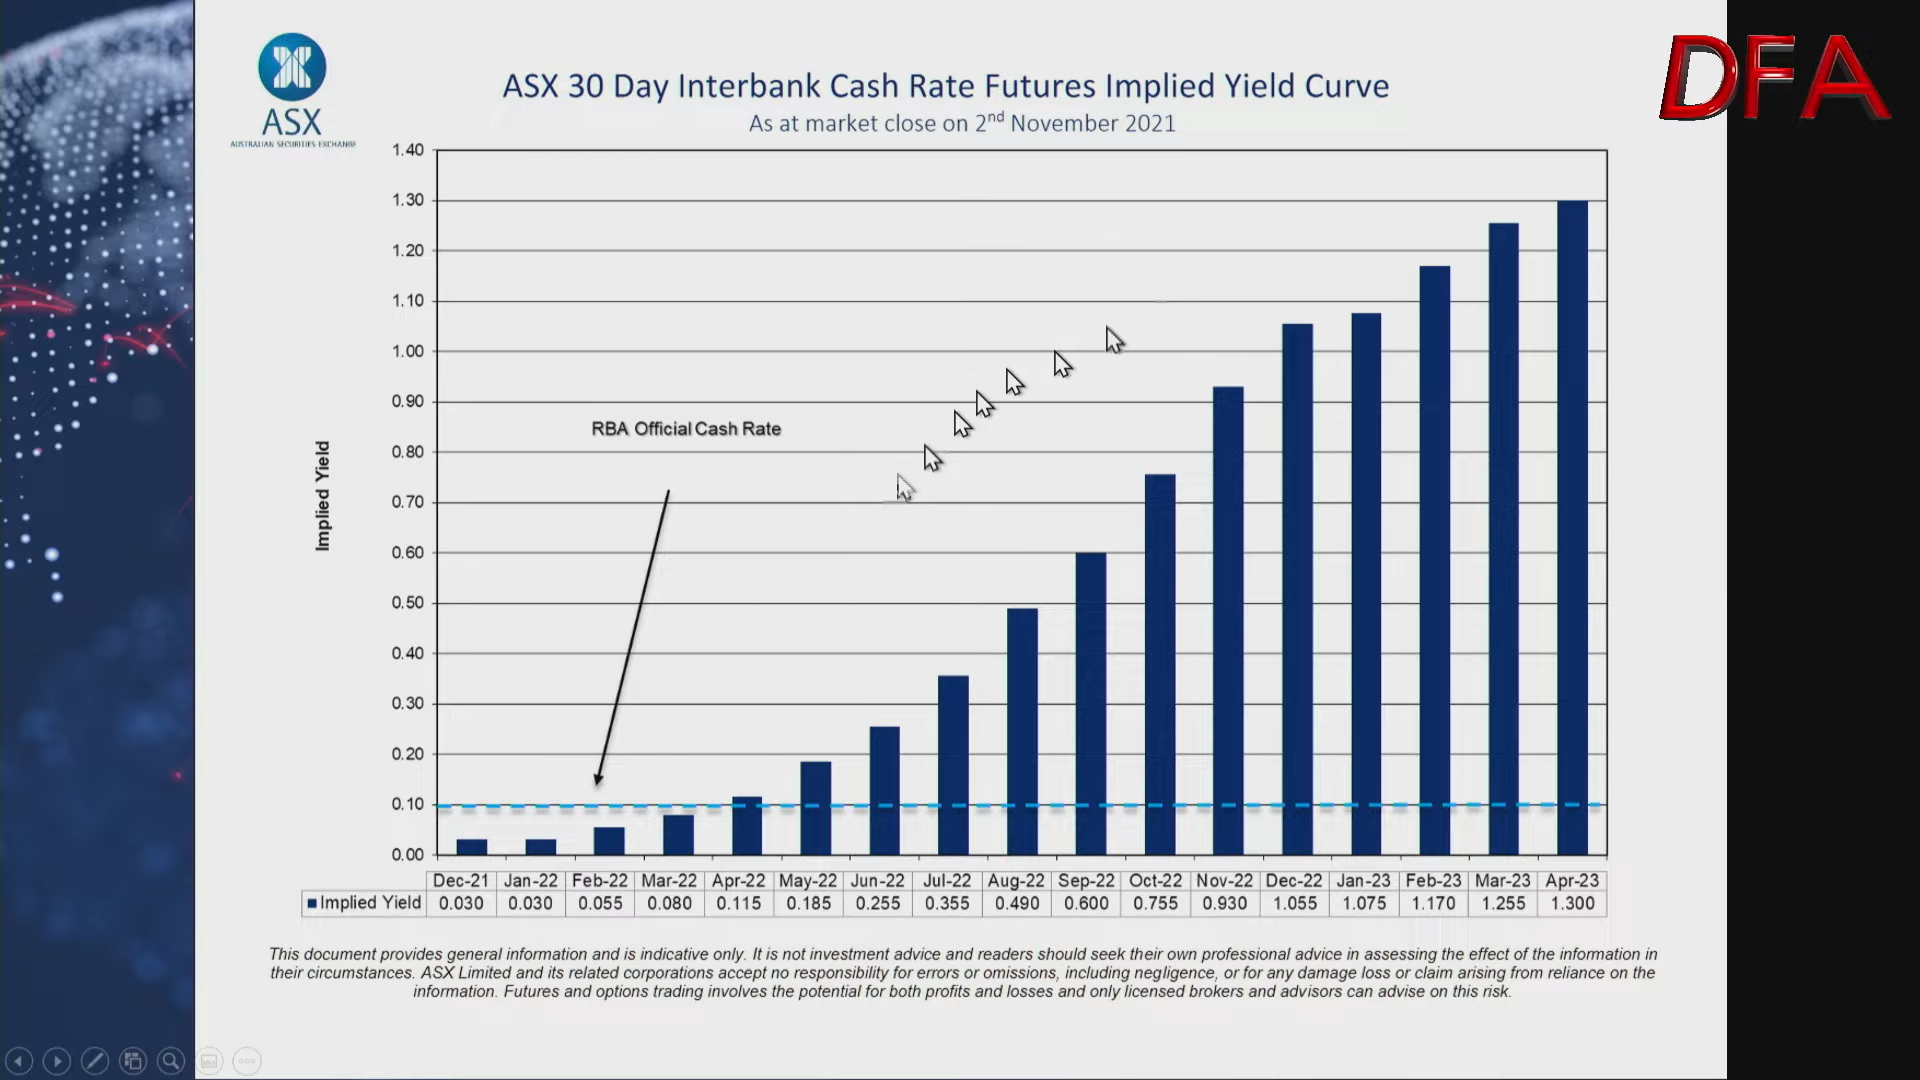 DFA
ASX
AUSTRALIAN SECURITIES EXCHANGE
ASX 30 Day Interbank Cash Rate Futures Implied Yield Curve
As at market close on 2nd November 2021
1.40
1.30
1.20
1.10
1.00
0.90
0.80
0.70
0.60
0.50
0.40
0.30
0.20
0.10
0.00
Implied Yield
RBA Official Cash Rate
Dec-21 Jan-22 Feb-22 Mar-22 Apr-22 May-22 Jun-22 Jul-22 Aug-22 Sep-22 Oct-22 Nov-22 Dec-22 Jan-23 Feb-23 Mar-23 Apr-23
Implied Yield 0.030 0.030 0.055 0.080 0.115 0.185 0.255 0.355 0.490 0.600 0.755 0.930 1.055 1.075 1.170 1.255 1.300
This document provides general information and is indicative only. It is not investment advice and readers should seek their own professional advice in assessing the effect of the information in
their circumstances. ASX Limited and its related corporations accept no responsibility for errors or omissions, including negligence, or for any damage loss or claim arising from reliance on the
information. Futures and options trading involves the potential for both profits and losses and only licensed brokers and advisors can advise on this risk.